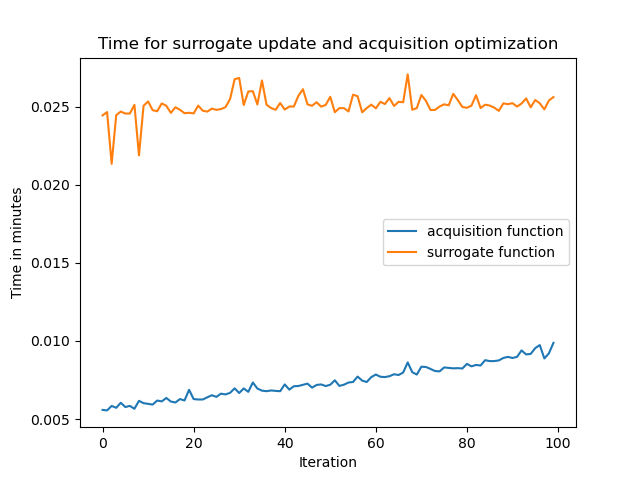 Time for surrogate update and acquisition optimization
0.025
0.020
0.015
0.010
0.005
Time in minutes
acquisition function
surrogate function
0 20 40 60 80 100
Iteration